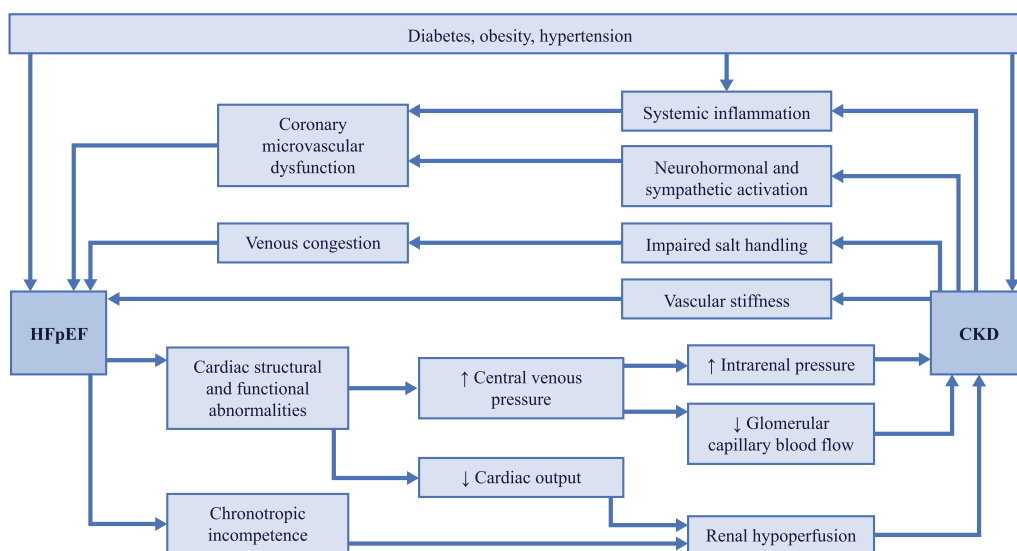 Diabetes, obesity, hypertension
Systemic inflammation
Coronary
microvascular
dysfunction
Neurohormonal and
sympathetic activation
Venous congestion
Impaired salt handling
Vascular stiffness
HFpEF
CKD
Cardiac structural
and functional
abnormalities
↑ Central venous
pressure
↑ Intrarenal pressure
↓ Glomerular
capillary blood flow
↓ Cardiac output
Chronotropic
incompetence
Renal hypoperfusion